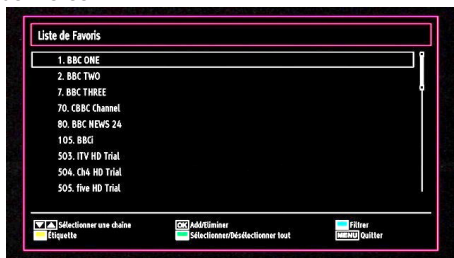 Liste de Favoris
1. BBC ONE
2. BBC TWO
7. BBC THREE
70. CBBC Channel
80. BBC NEWS 24
105. BBCi
503. ITV HD Trial
504. Ch4 HD Trial
505. five HD Trial
Sélectionner une chaîne OK Add/Eliminer Filtrer
Étiquette Sélectionner/Désélectionner tout MENU Quitter